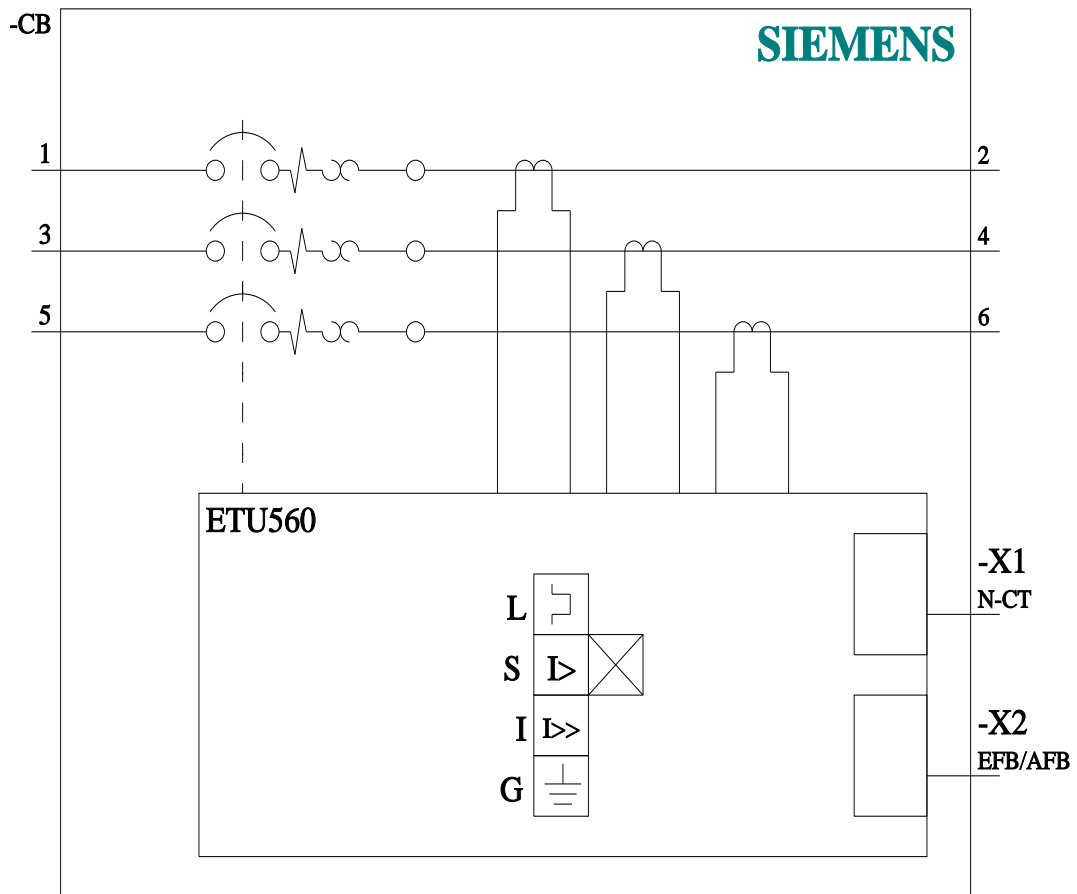 -CB
SIEMENS
1
2
3
4
5
6
ETU560
-X1
N-CT
L
S I>
I I>>
G
-X2
EFB/AFB